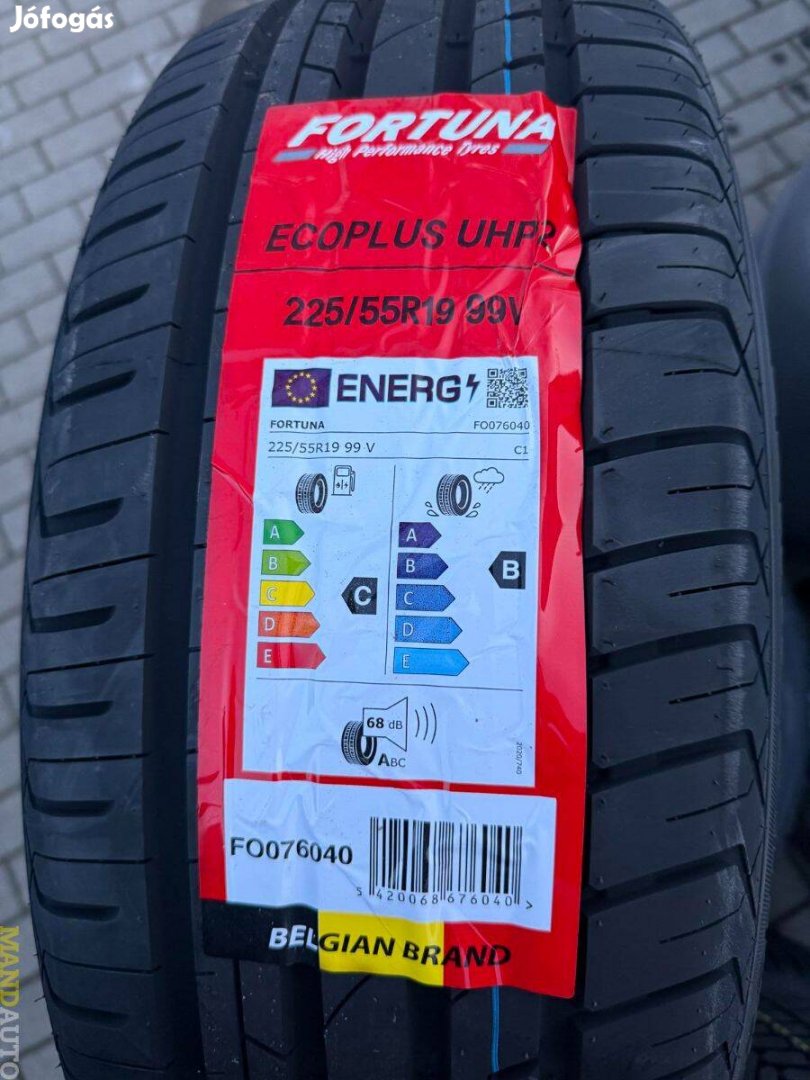 Jófogás
FORTUNA
High Performance Tyres
ECOPLUS UHP2
225/55R19 99V
ENERG
FORTUNA FO076040
225/55R19 99 V C1
A
B
C
D
E
C
A
B
C
D
E
B
68 dB
ABC
2020/740
FO076040
5 420068 676040 >
BELGIAN BRAND
MANDAUTO